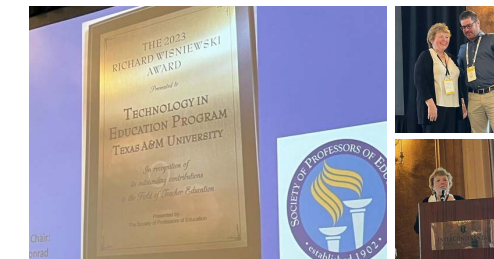 THE 2023
RICHARD WISNIEWSKI
AWARD
Presented to
TECHNOLOGY IN
EDUCATION PROGRAM
TEXAS A&M UNIVERSITY
In recognition of
its outstanding contributions
to the Field of Teacher Education
Presented by
The Society of Professors of Education
Chair:
onrad
SOCIETY OF PROFESSORS OF EDU
• established 1902 •